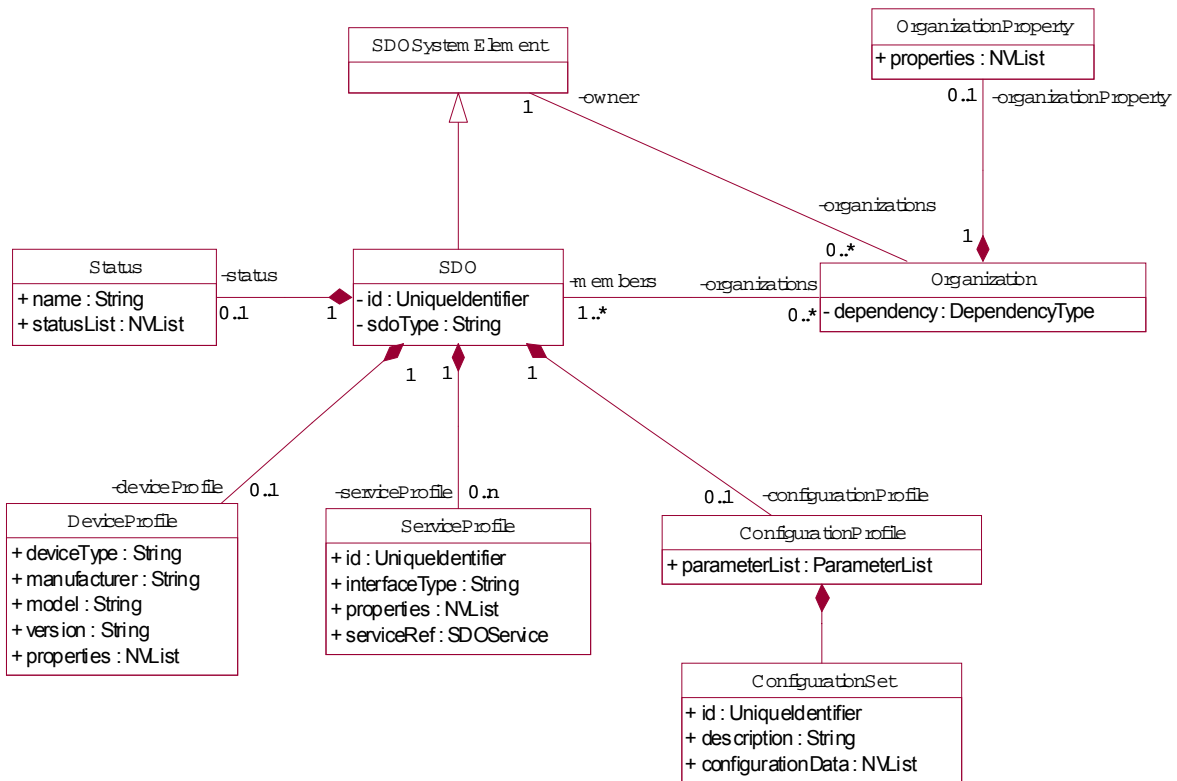 SDOSystemElement
OrganizationProperty
+ properties : NVList
1
-owner
0..1
-organizationProperty
-organizations
0..*
1
Status
+ name : String
+ statusList : NVList
-status
0..1
1
SDO
- id : UniqueIdentifier
- sdoType : String
-members
1..*
-organizations
0..*
Organization
- dependency : DependencyType
1
1
1
-deviceProfile
0..1
-serviceProfile
0..n
0..1
-configurationProfile
DeviceProfile
+ deviceType : String
+ manufacturer : String
+ model : String
+ version : String
+ properties : NVList
ServiceProfile
+ id : UniqueIdentifier
+ interfaceType : String
+ properties : NVList
+ serviceRef : SDOService
ConfigurationProfile
+ parameterList : ParameterList
ConfigurationSet
+ id : UniqueIdentifier
+ description : String
+ configurationData : NVList